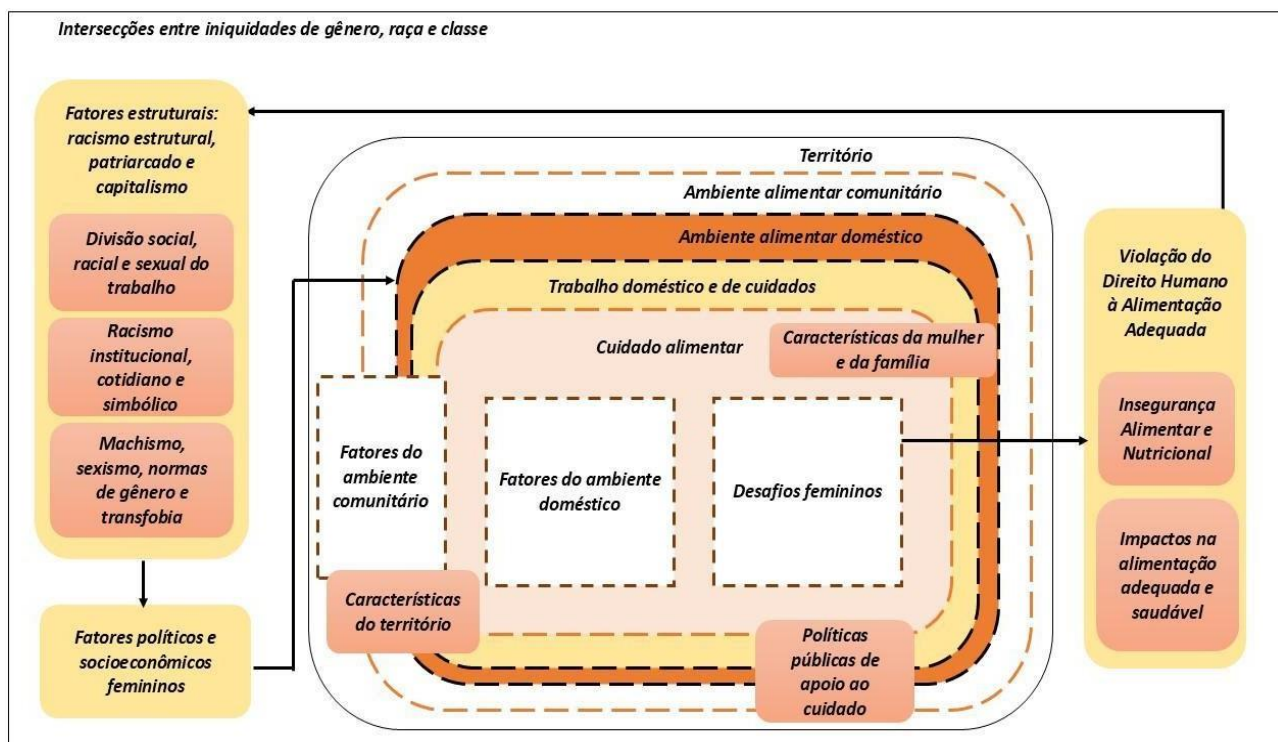 Intersecções entre iniquidades de gênero, raça e classe
Fatores estruturais:
racismo estrutural,
patriarcado e
capitalismo
Divisão social,
racial e sexual do
trabalho
Racismo
institucional,
cotidiano e
simbólico
Machismo,
sexismo, normas
de gênero e
transfobia
Fatores políticos e
socioeconômicos
femininos
Território
Ambiente alimentar comunitário
Ambiente alimentar doméstico
Trabalho doméstico e de cuidados
Cuidado alimentar
Características da mulher
e da família
Fatores do
ambiente
comunitário
Fatores do ambiente
doméstico
Desafios femininos
Características
do território
Políticas
públicas de
apoio ao
cuidado
Violação do
Direito Humano
à Alimentação
Adequada
Insegurança
Alimentar e
Nutricional
Impactos na
alimentação
adequada e
saudável